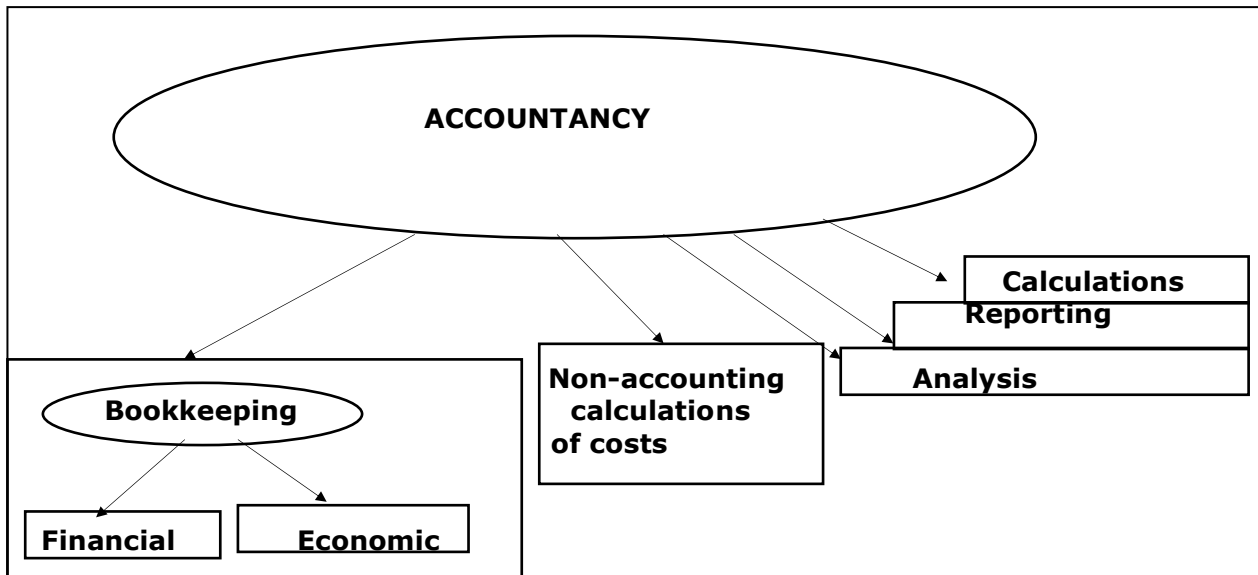 ACCOUNTANCY
Calculations
Reporting
Analysis
Non-accounting
calculations
of costs
Bookkeeping
Financial
Economic